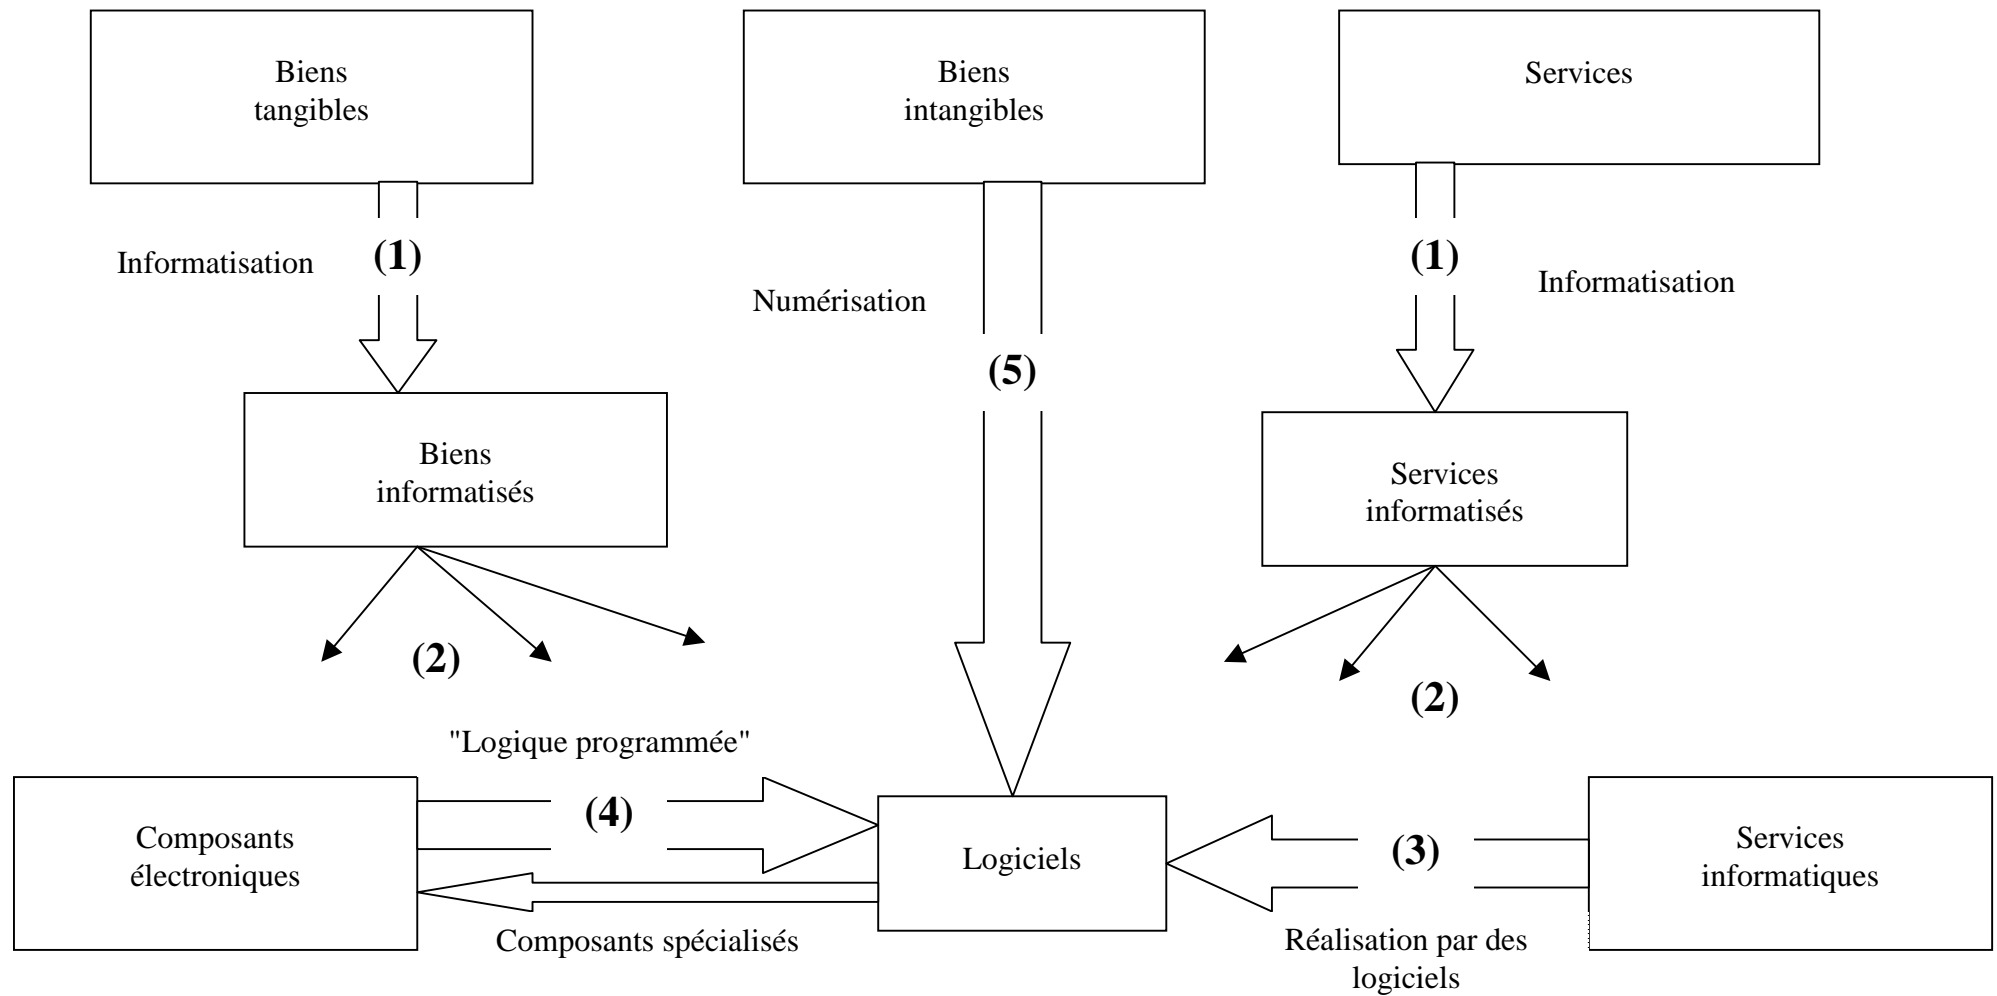 Biens
tangibles
Biens
intangibles
Services
Informatisation
(1)
Numérisation
(1)
Informatisation
(5)
Biens
informatisés
Services
informatisés
(2)
(2)
"Logique programmée"
Composants
électroniques
(4)
Logiciels
(3)
Services
informatiques
Composants spécialisés
Réalisation par des
logiciels